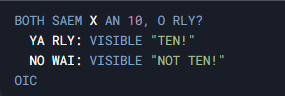 BOTH SAEM X AN 10, O RLY?
YA RLY: VISIBLE "TEN!"
NO WAI: VISIBLE "NOT TEN!"
OIC